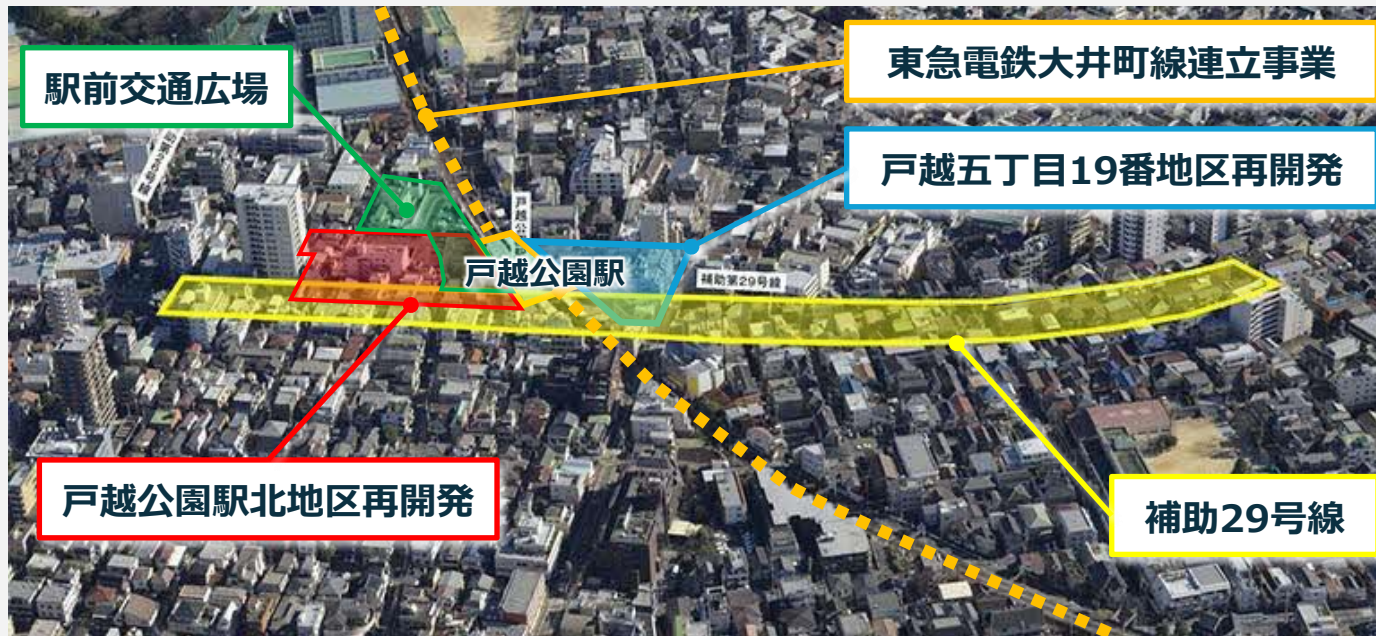 東急電鉄大井町線連立事業
駅前交通広場
戸越五丁目19番地区再開発
戸越公園駅
補助第29号線
戸越公園駅北地区再開発
補助29号線